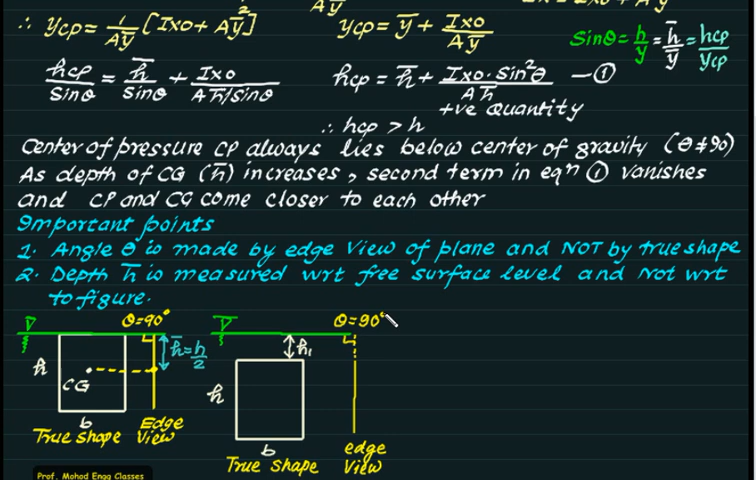 ∴ Ycp = 1/Aȳ [Ixo + Aȳ²]
Ycp = ȳ + Ixo/Aȳ
Sinθ = h/y = h̄/ȳ = hcp/Ycp
hcp/Sinθ = h̄/Sinθ + Ixo/Ah̄/Sinθ
hcp = h̄ + Ixo·Sin²θ/Ah̄ — ①
+ve quantity
∴ hcp > h
Center of pressure CP always lies below center of gravity (θ≠90)
As depth of CG (h̄) increases, second term in eqⁿ ① vanishes
and CP and CG come closer to each other
Important points
1. Angle θ is made by edge view of plane and NOT by true shape
2. Depth h̄ is measured wrt free surface level and Not wrt
to figure.
θ=90°
h̄=h/2
h
CG
b
True shape
Edge
View
θ=90°
h₁
h
b
True shape
edge
View
Prof. Mohod Engg Classes